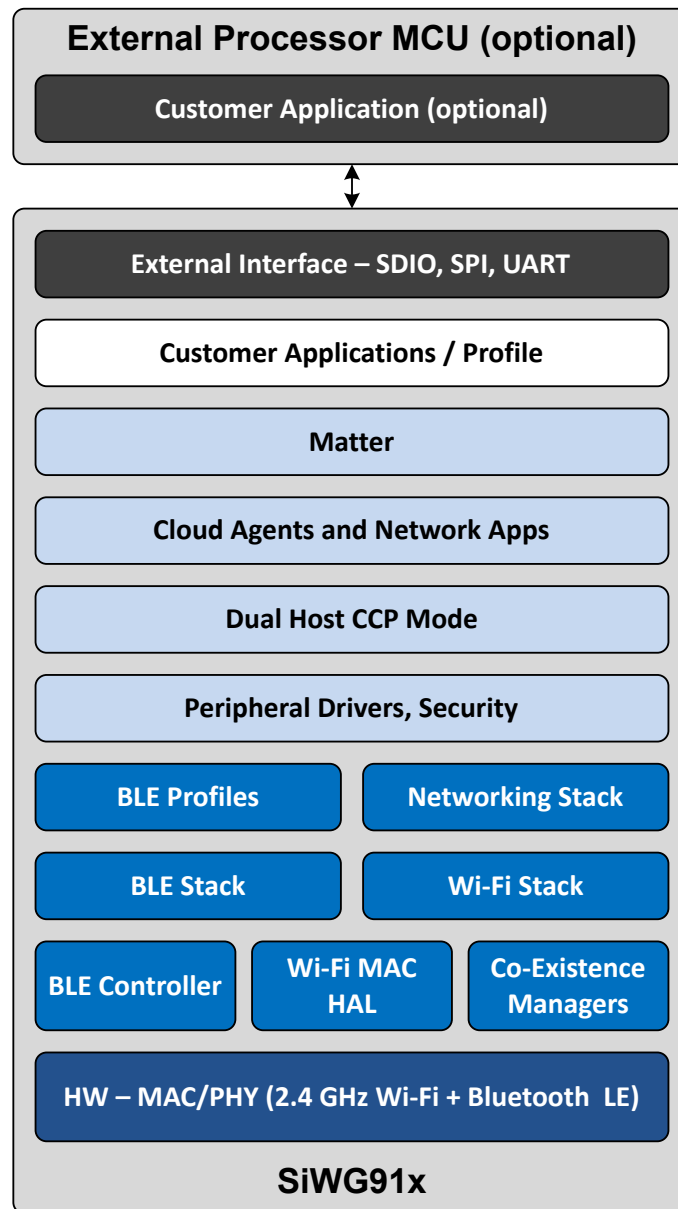 External Processor MCU (optional)
Customer Application (optional)
External Interface – SDIO, SPI, UART
Customer Applications / Profile
Matter
Cloud Agents and Network Apps
Dual Host CCP Mode
Peripheral Drivers, Security
BLE Profiles
Networking Stack
BLE Stack
Wi-Fi Stack
BLE Controller
Wi-Fi MAC
HAL
Co-Existence
Managers
HW – MAC/PHY (2.4 GHz Wi-Fi + Bluetooth LE)
SiWG91x